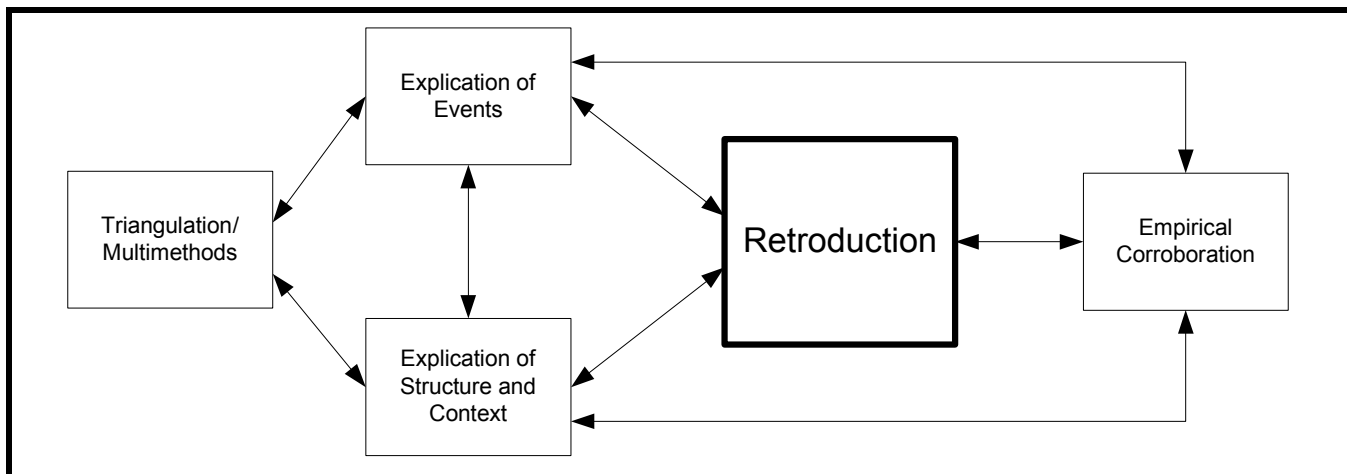 Explication of
Events
Triangulation/
Multimethods
Retroduction
Empirical
Corroboration
Explication of
Structure and
Context